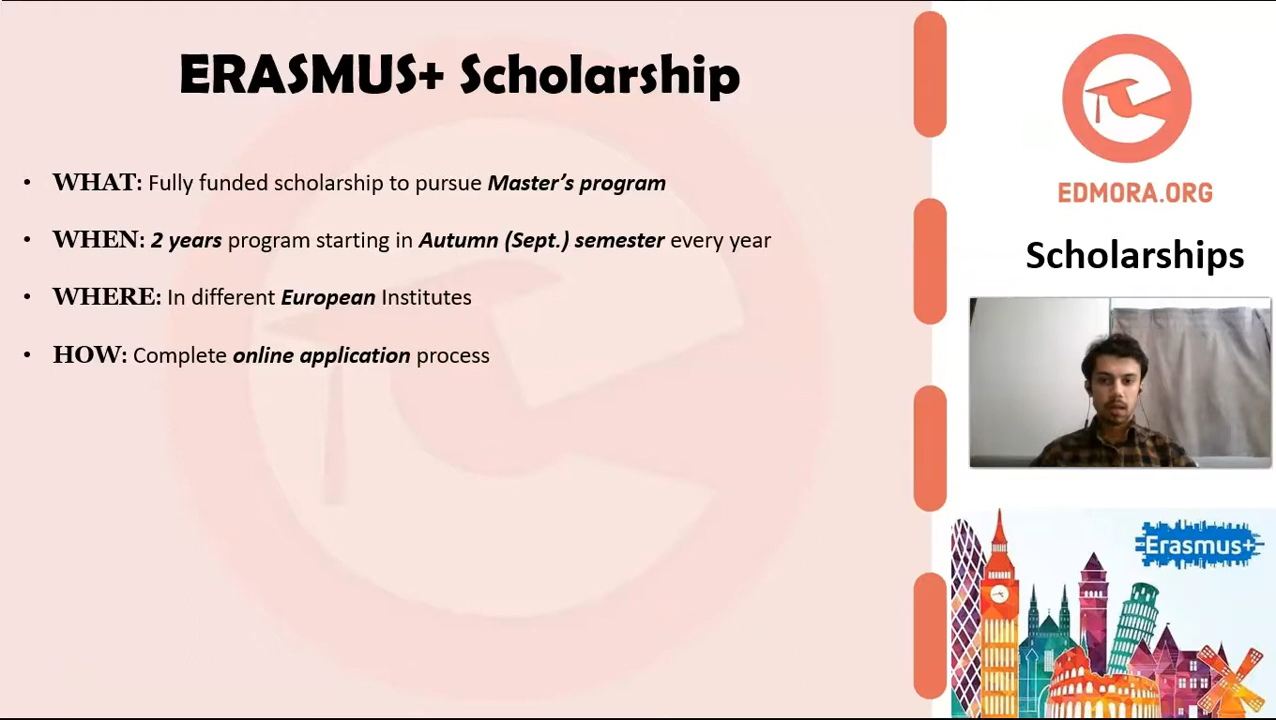 ERASMUS+ Scholarship
• WHAT: Fully funded scholarship to pursue Master's program
• WHEN: 2 years program starting in Autumn (Sept.) semester every year
• WHERE: In different European Institutes
• HOW: Complete online application process
EDMORA.ORG
Scholarships
Erasmus+